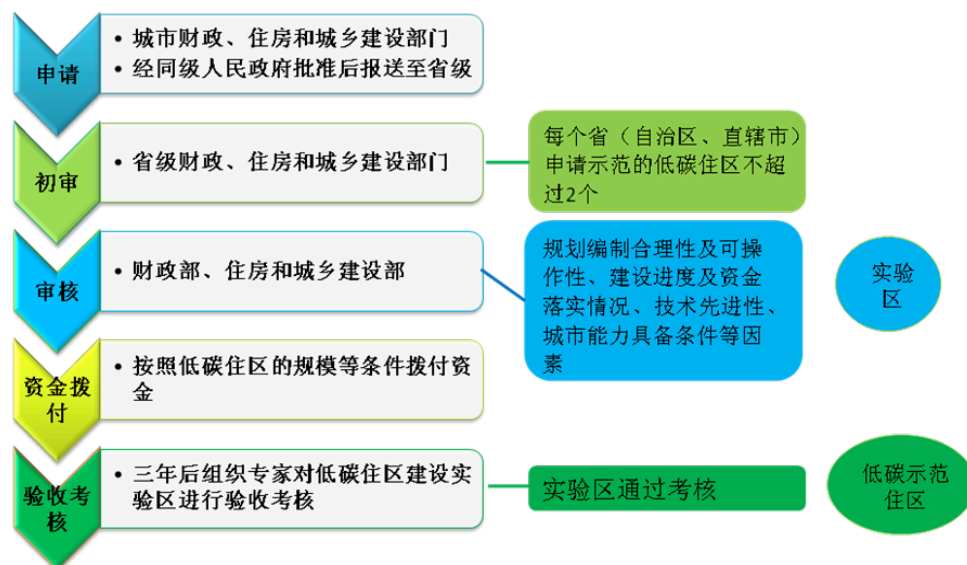 申请
• 城市财政、住房和城乡建设部门
• 经同级人民政府批准后报送至省级
初审
• 省级财政、住房和城乡建设部门
每个省（自治区、直辖市）
申请示范的低碳住区不超
过2个
审核
• 财政部、住房和城乡建设部
规划编制合理性及可操
作性、建设进度及资金
落实情况、技术先进性、
城市能力具备条件等因
素
实验
区
资金拨
付
• 按照低碳住区的规模等条件拨付资
金
验收考
核
• 三年后组织专家对低碳住区建设实
验区进行验收考核
实验区通过考核
低碳示范
住区